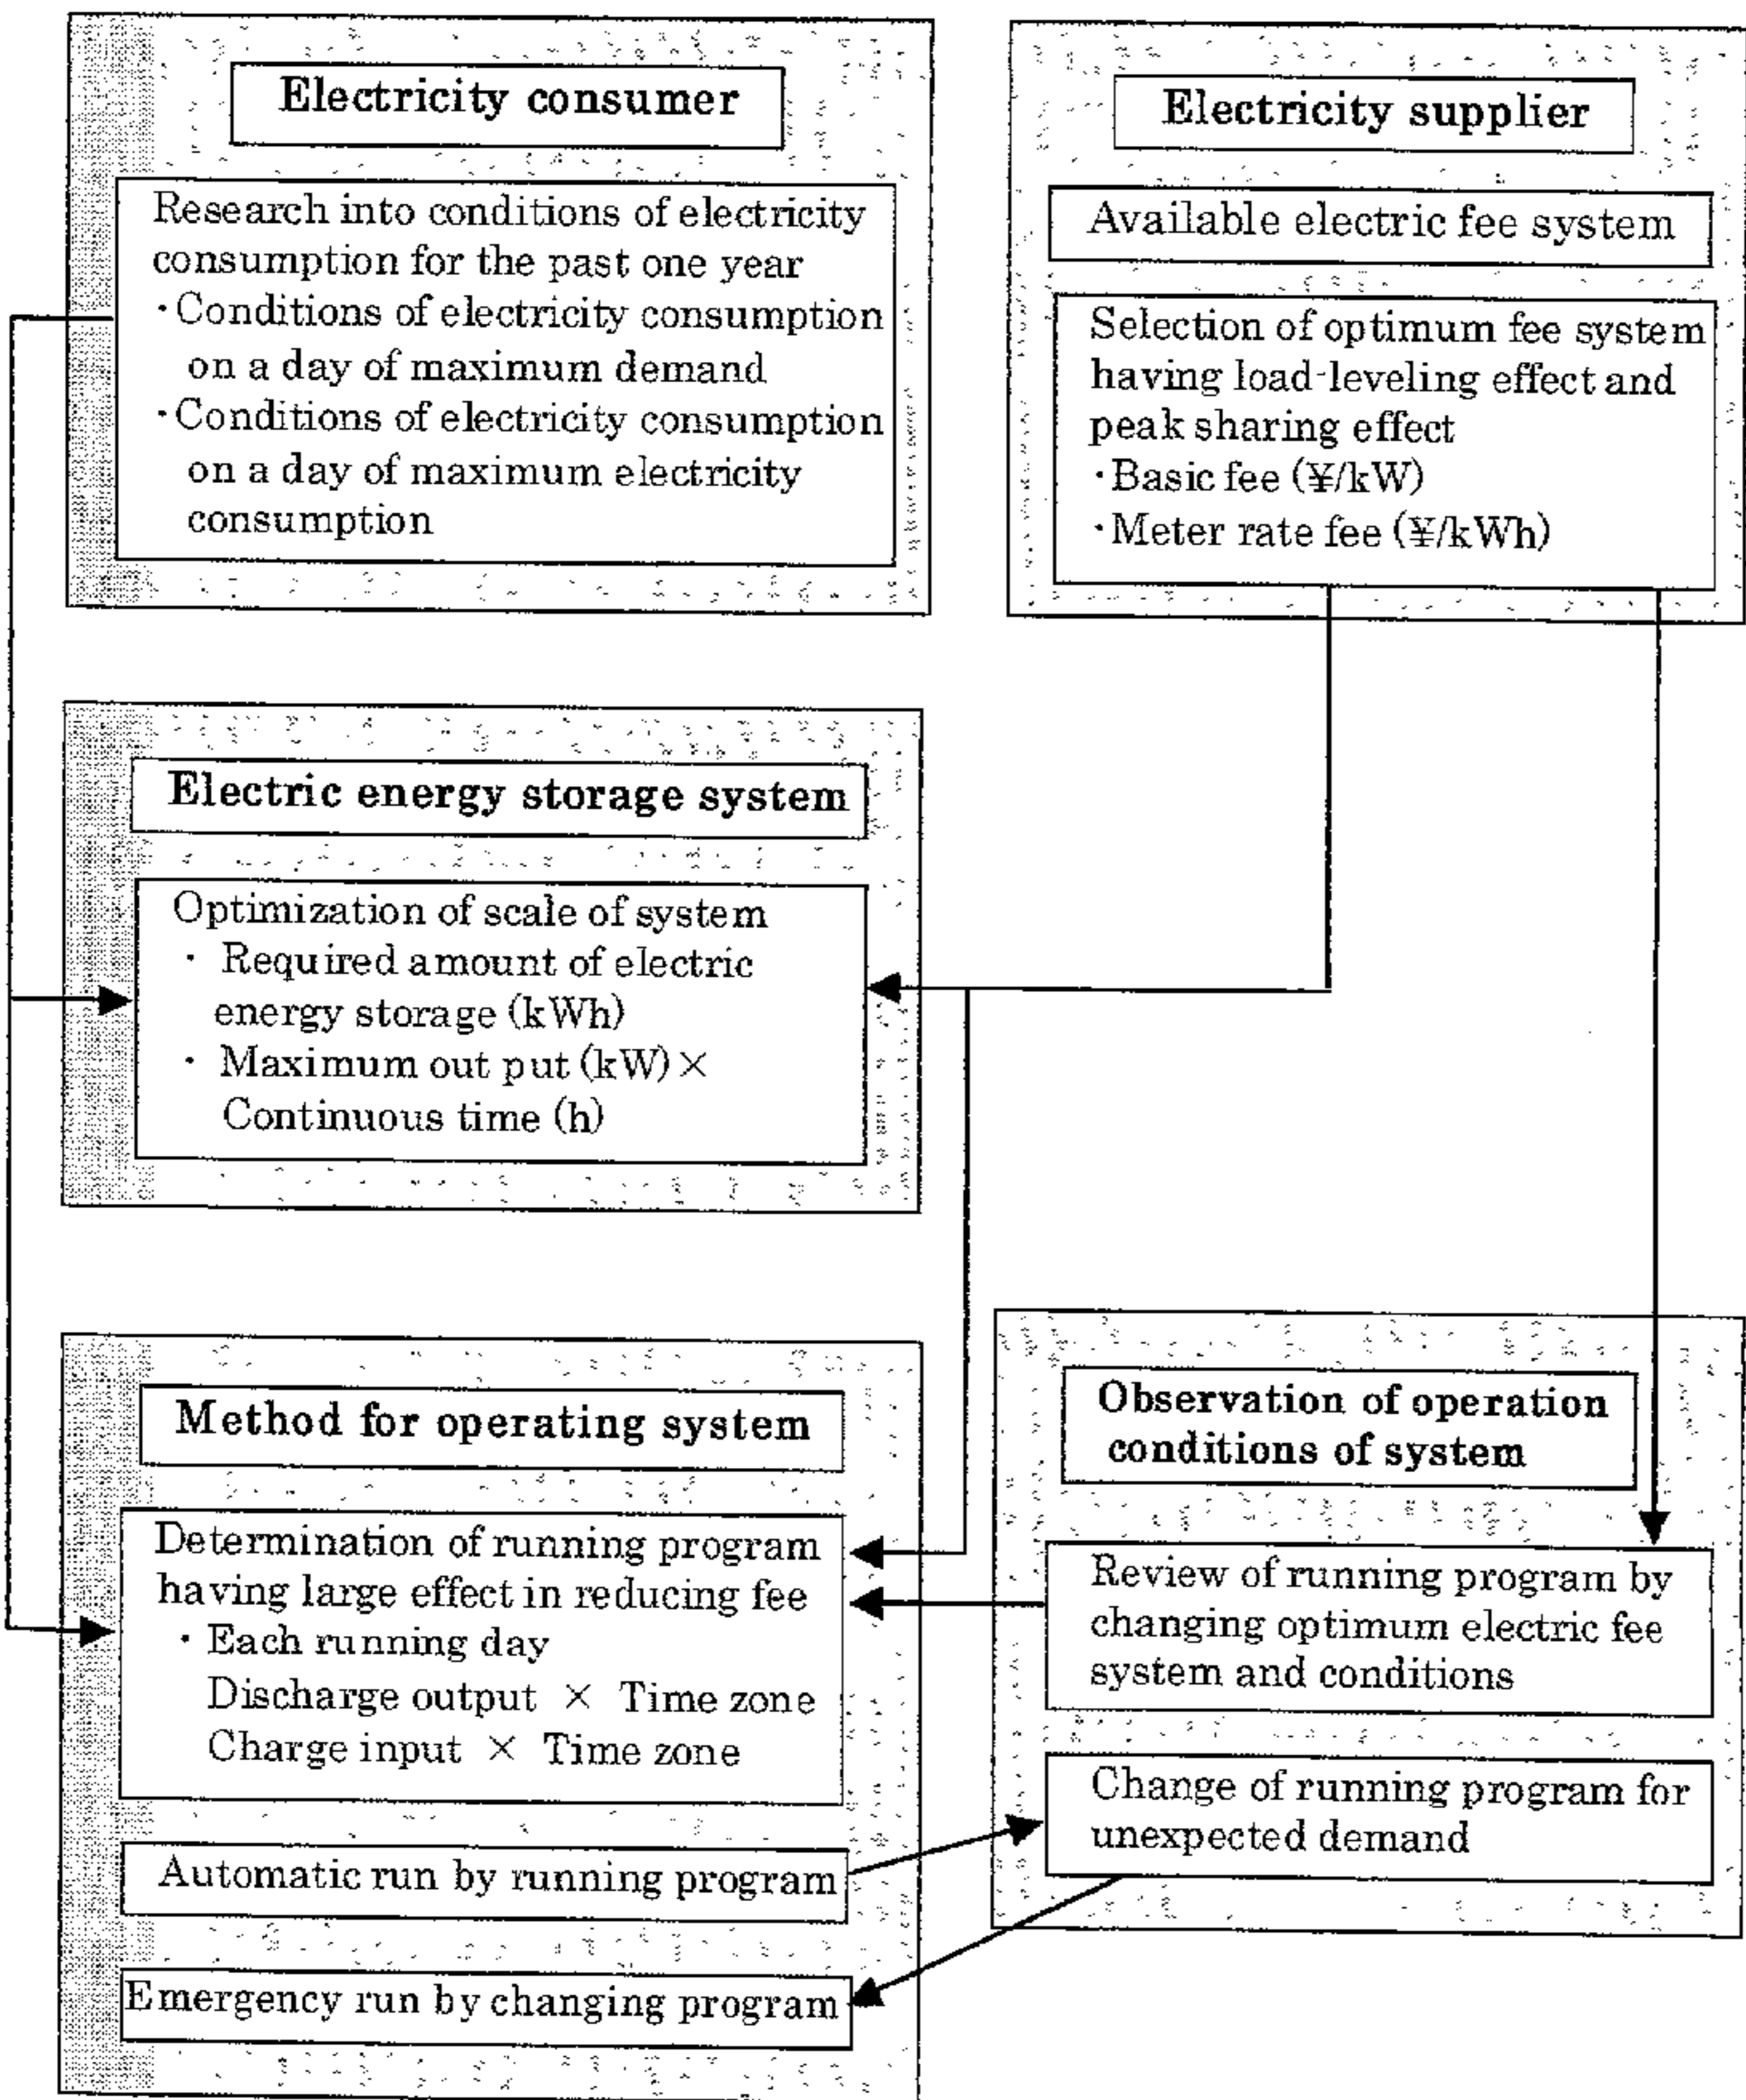 Electricity consumer
Research into conditions of electricity
consumption for the past one year
・Conditions of electricity consumption
on a day of maximum demand
・Conditions of electricity consumption
on a day of maximum electricity
consumption
Electricity supplier
Available electric fee system
Selection of optimum fee system
having load-leveling effect and
peak sharing effect
・Basic fee (¥/kW)
・Meter rate fee (¥/kWh)
Electric energy storage system
Optimization of scale of system
・ Required amount of electric
energy storage (kWh)
・ Maximum out put (kW) ×
Continuous time (h)
Method for operating system
Determination of running program
having large effect in reducing fee
・ Each running day
Discharge output × Time zone
Charge input × Time zone
Automatic run by running program
Emergency run by changing program
Observation of operation
conditions of system
Review of running program by
changing optimum electric fee
system and conditions
Change of running program for
unexpected demand